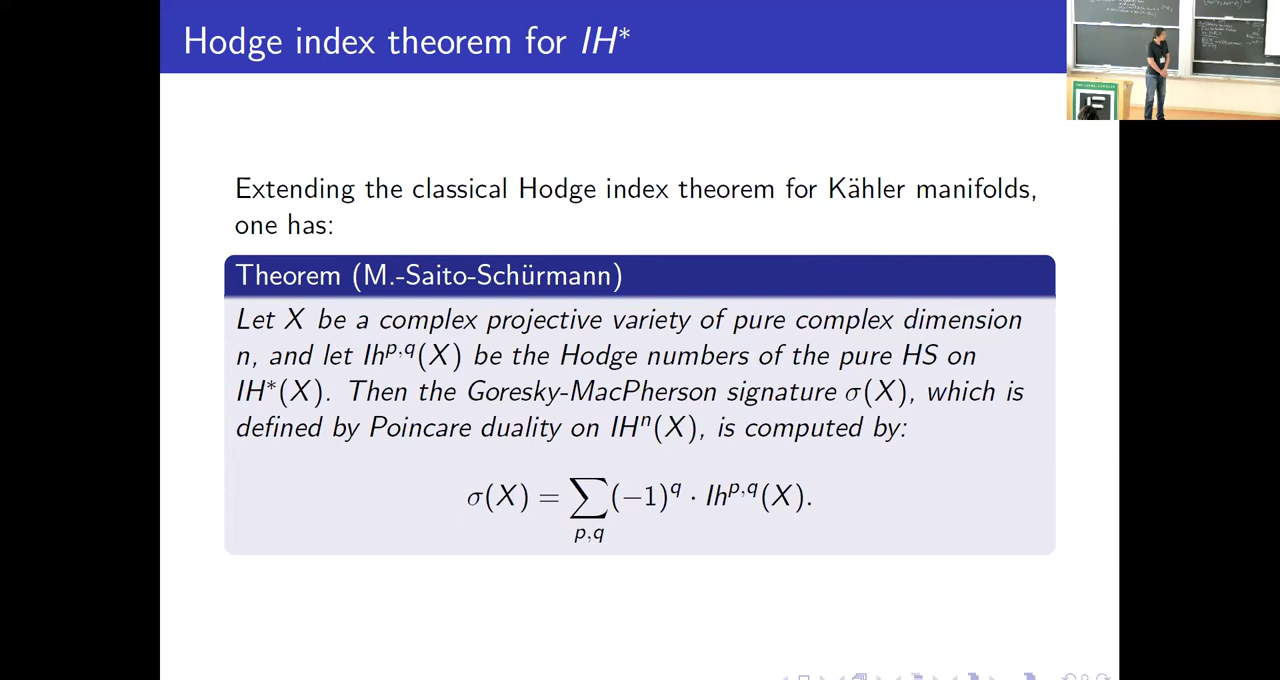 Hodge index theorem for IH*
Extending the classical Hodge index theorem for Kähler manifolds,
one has:
Theorem (M.-Saito-Schürmann)
Let X be a complex projective variety of pure complex dimension
n, and let Ih^{p,q}(X) be the Hodge numbers of the pure HS on
IH*(X). Then the Goresky-MacPherson signature σ(X), which is
defined by Poincare duality on IH^n(X), is computed by:
σ(X) = ∑_{p,q} (−1)^q · Ih^{p,q}(X).